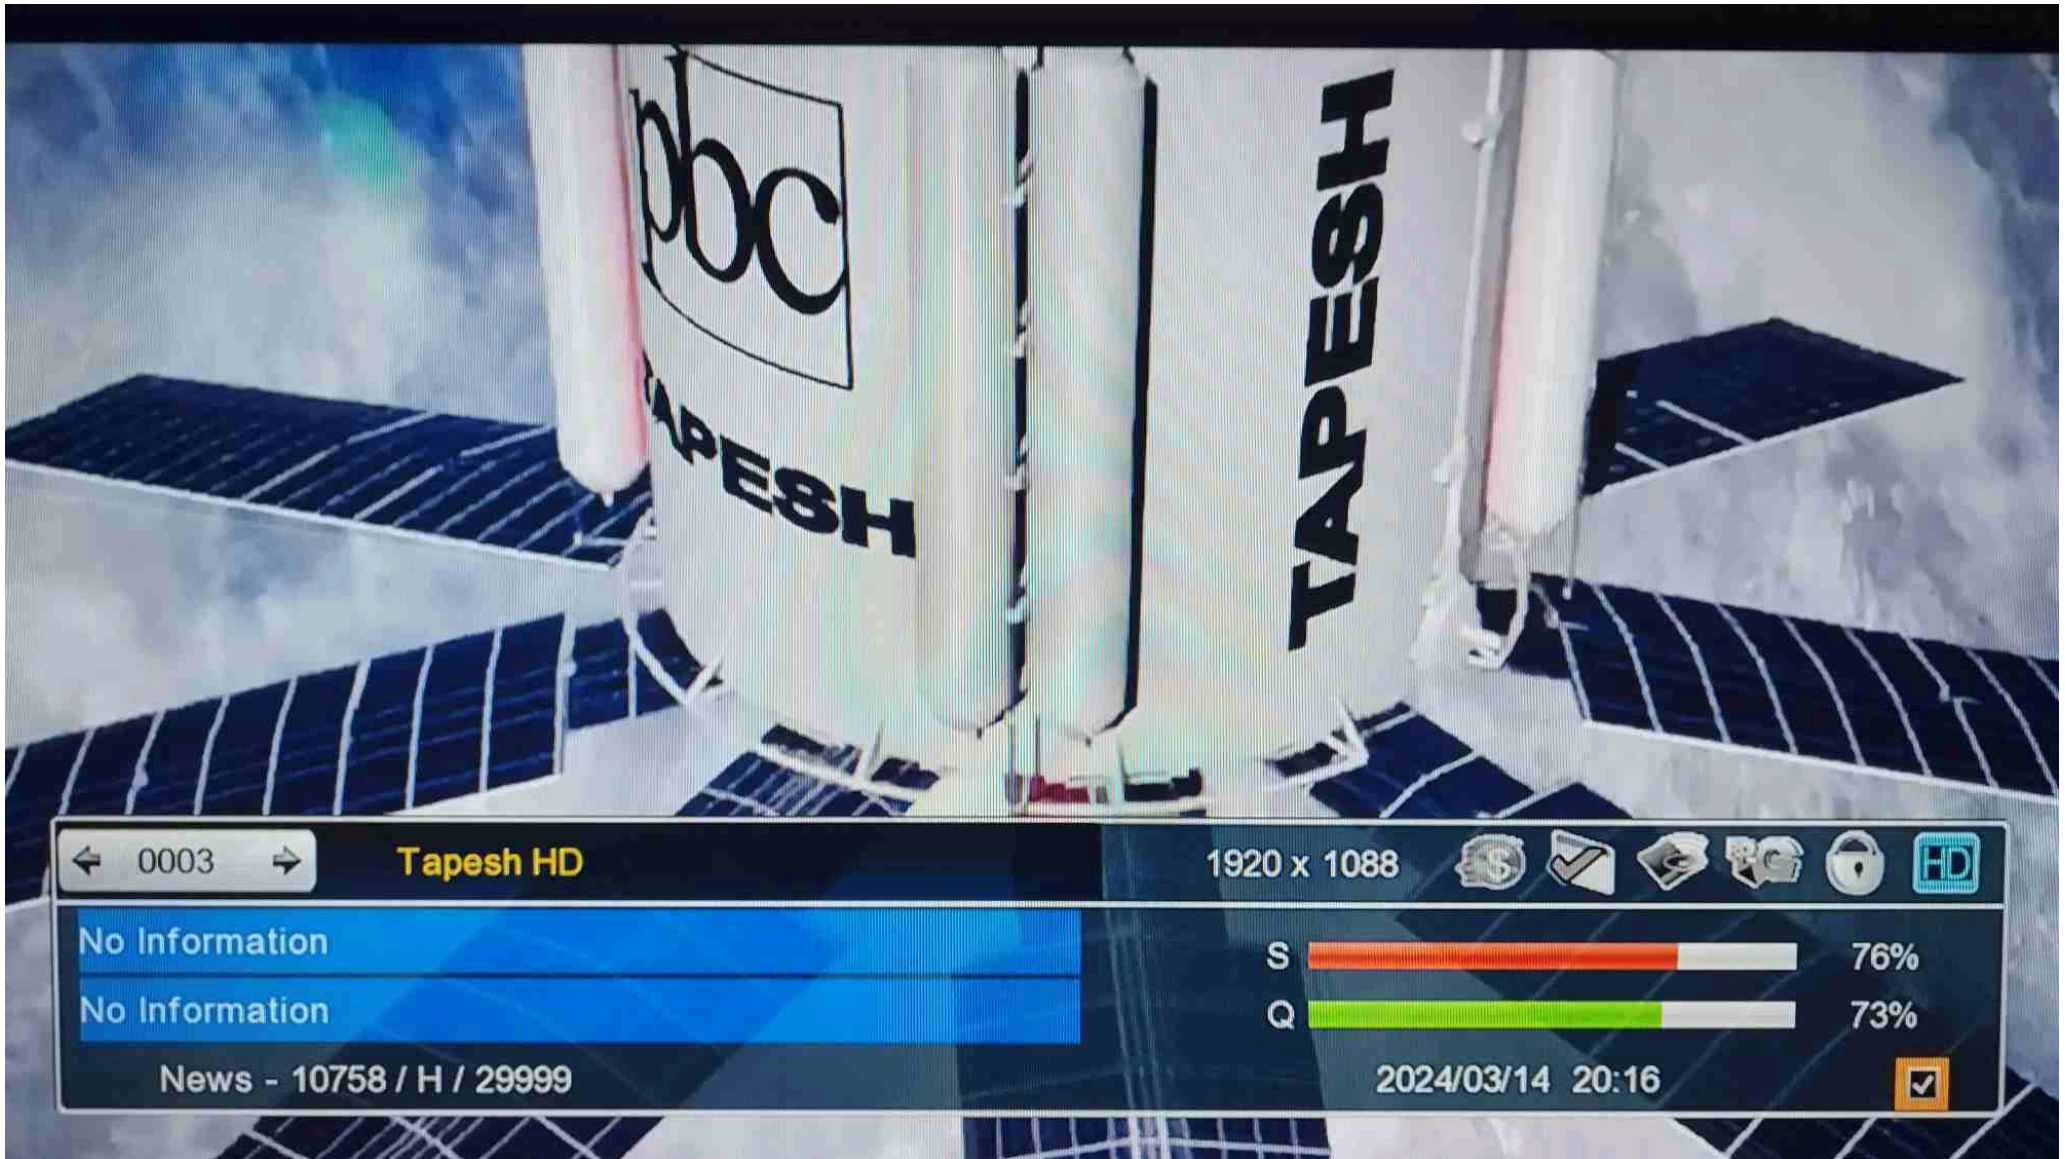 pbc
TAPESH
TAPESH
0003 Tapesh HD 1920 x 1088 $ HD
No Information
S 76%
No Information
Q 73%
News - 10758 / H / 29999
2024/03/14 20:16